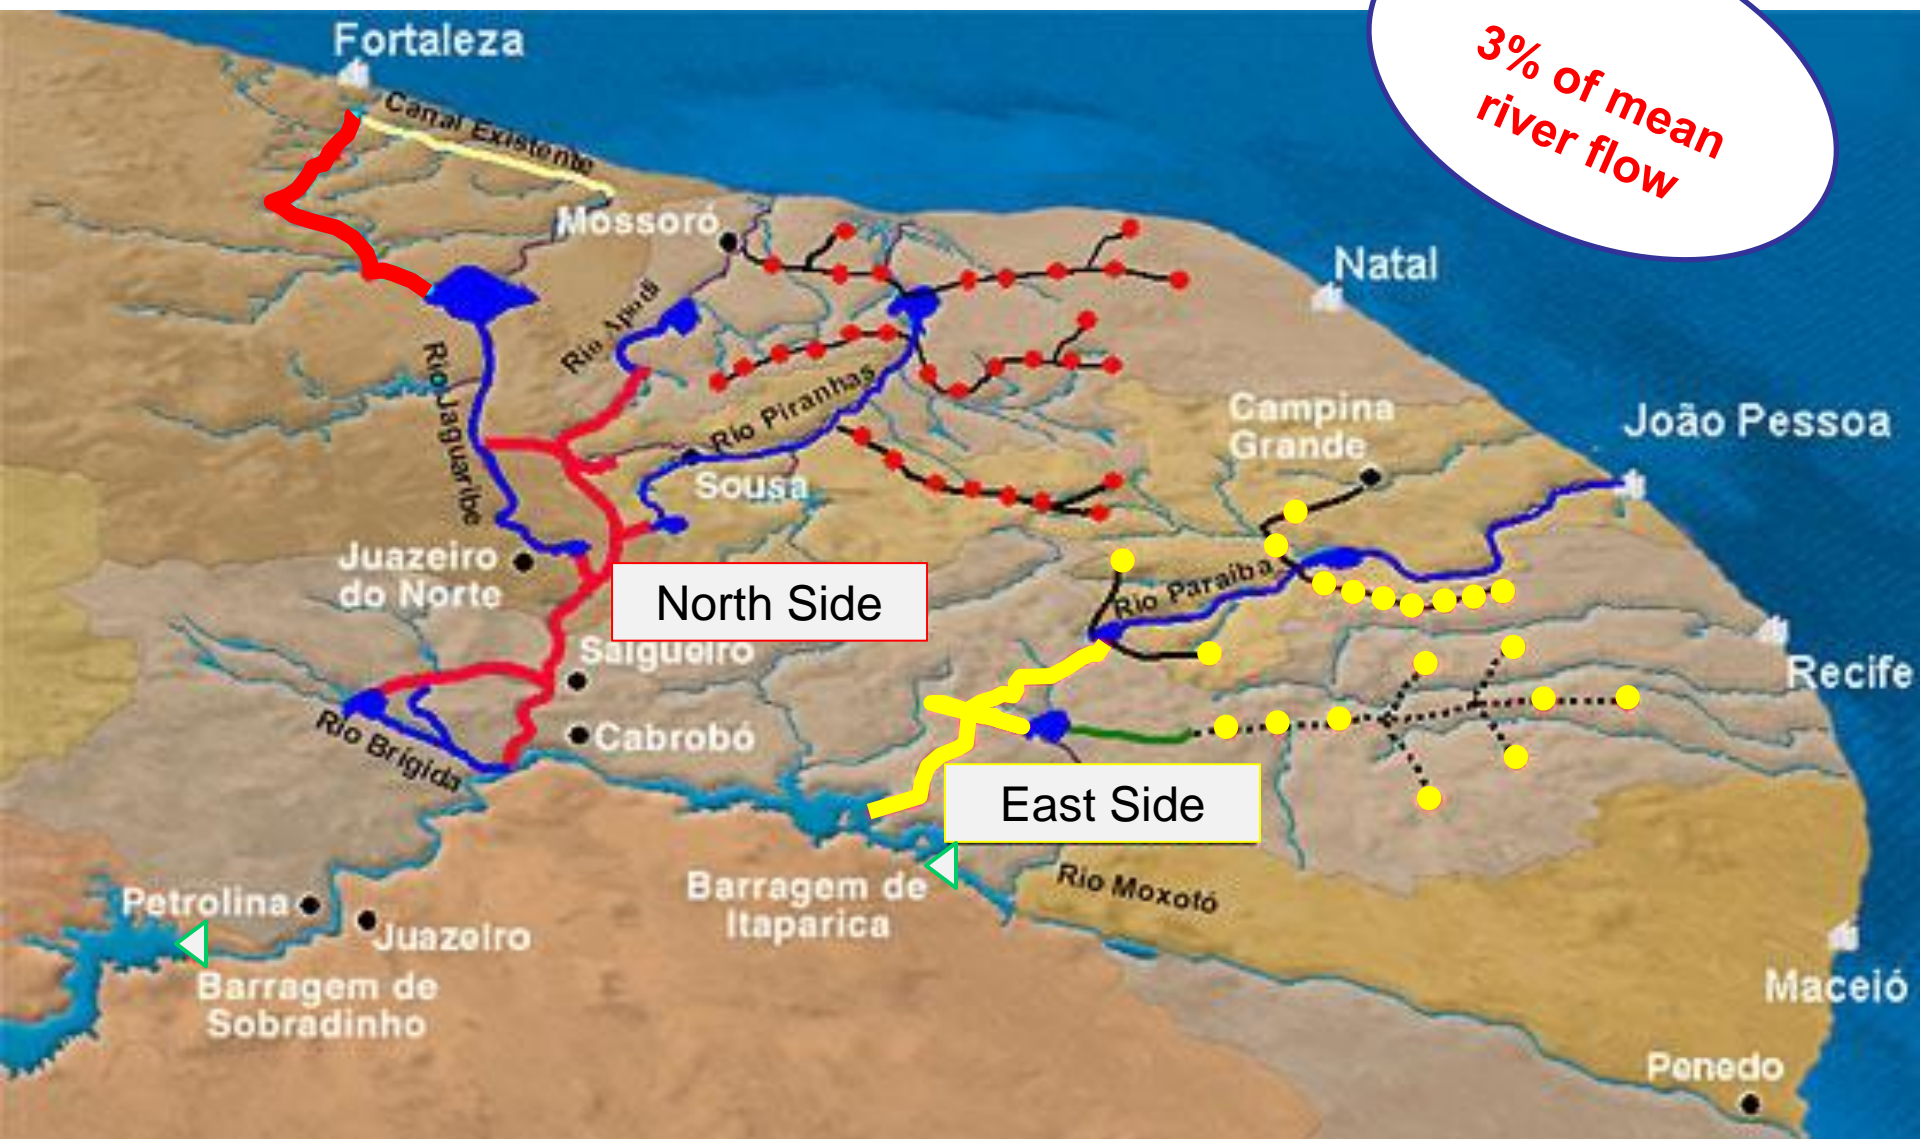 3% of mean
river flow
Fortaleza
Canal Existente
Mossoró
Natal
Rio Apodi
Rio Jaguaribe
Rio Piranhas
Campina
Grande
João Pessoa
Sousa
Juazeiro
do Norte
North Side
Rio Paraiba
Salgueiro
Recife
Rio Brigida
Cabrobó
East Side
Petrolina
Juazeiro
Barragem de
Itaparica
Rio Moxotó
Barragem de
Sobradinho
Maceió
Penedo